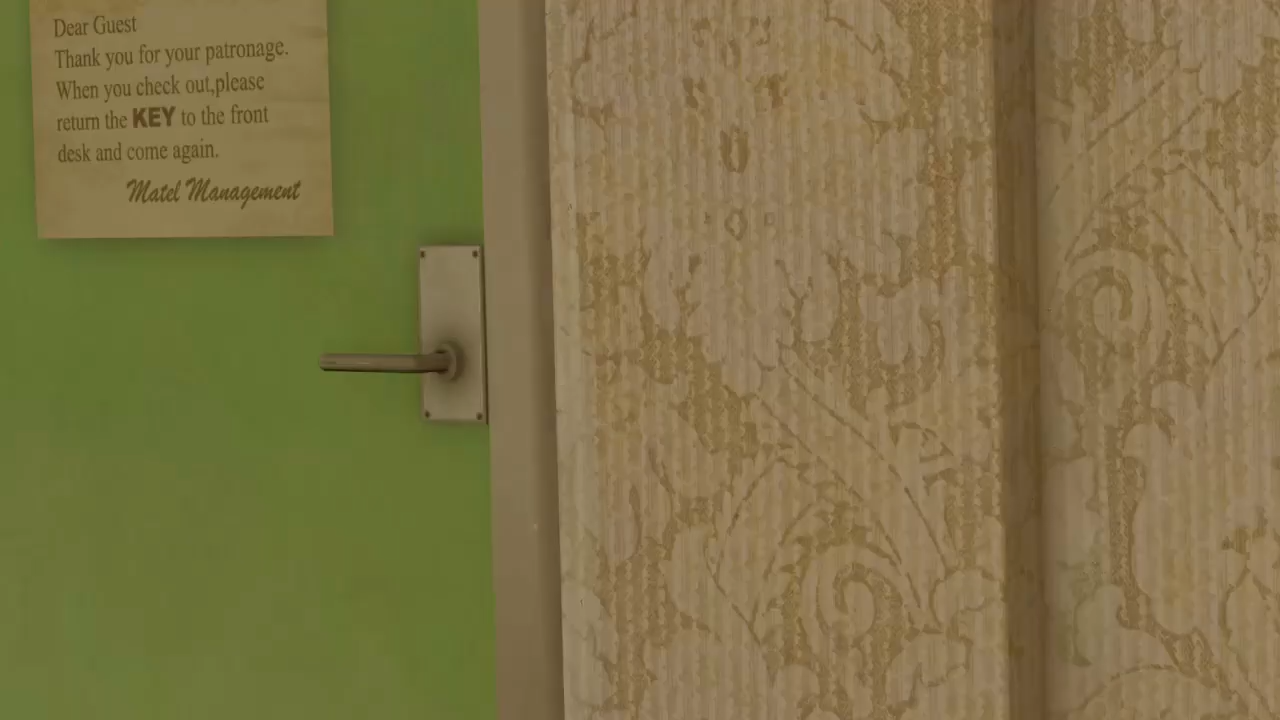 Dear Guest
Thank you for your patronage.
When you check out,please
return the KEY to the front
desk and come again.
Matel Management